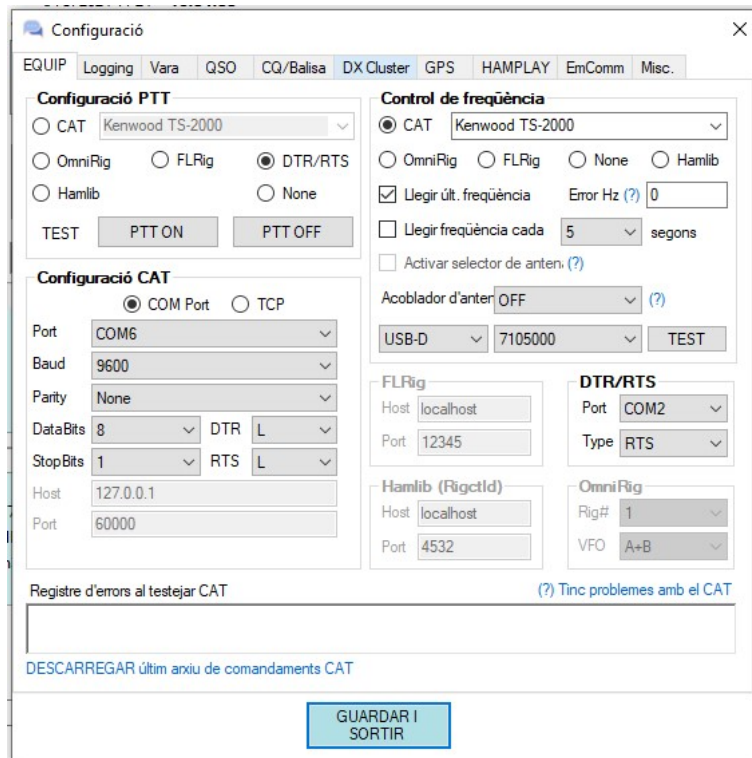 Configuració
EQUIP Logging Vara QSO CQ/Balisa DX Cluster GPS HAMPLAY EmComm Misc.
Configuració PTT
CAT Kenwood TS-2000
OmniRig FLRig DTR/RTS
Hamlib None
TEST PTT ON PTT OFF
Configuració CAT
COM Port TCP
Port COM6
Baud 9600
Parity None
DataBits 8 DTR L
StopBits 1 RTS L
Host 127.0.0.1
Port 60000
Control de freqüència
CAT Kenwood TS-2000
OmniRig FLRig None Hamlib
Llegir últ. freqüència Error Hz (?) 0
Llegir freqüència cada 5 segons
Activar selector de anten. (?)
Acoblador d'anten OFF (?)
USB-D 7105000 TEST
FLRig
Host localhost
Port 12345
DTR/RTS
Port COM2
Type RTS
Hamlib (Rigctld)
Host localhost
Port 4532
OmniRig
Rig# 1
VFO A+B
Registre d'errors al testejar CAT
(?) Tinc problemes amb el CAT
DESCARREGAR últim arxiu de comandaments CAT
GUARDAR I
SORTIR